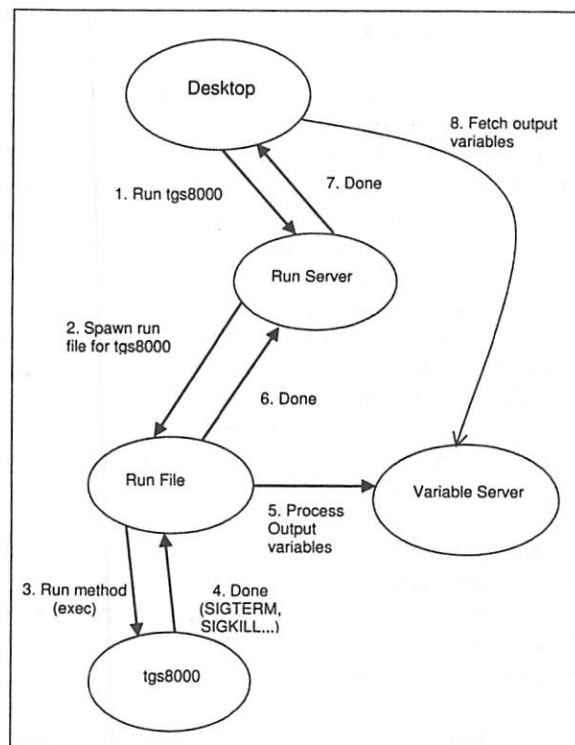 Desktop
8. Fetch output
variables
7. Done
1. Run tgs8000
Run Server
2. Spawn run
file for tgs8000
6. Done
Run File
Variable Server
5. Process
Output
variables
3. Run method
(exec)
4. Done
(SIGTERM,
SIGKILL...)
tgs8000